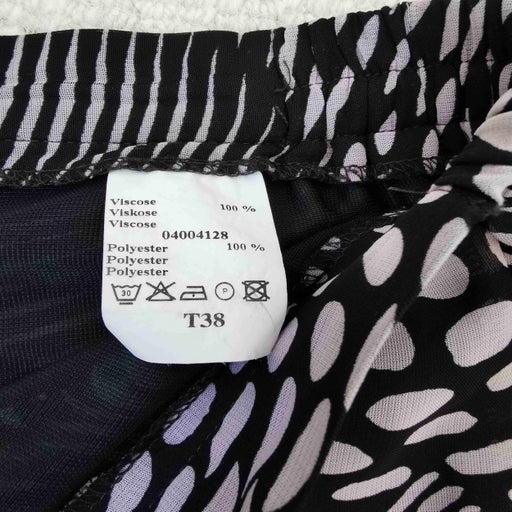 Viscose
Viskose 100 %
Viscose
04004128
Polyester 100 %
Polyester
Polyester
30 P
T38